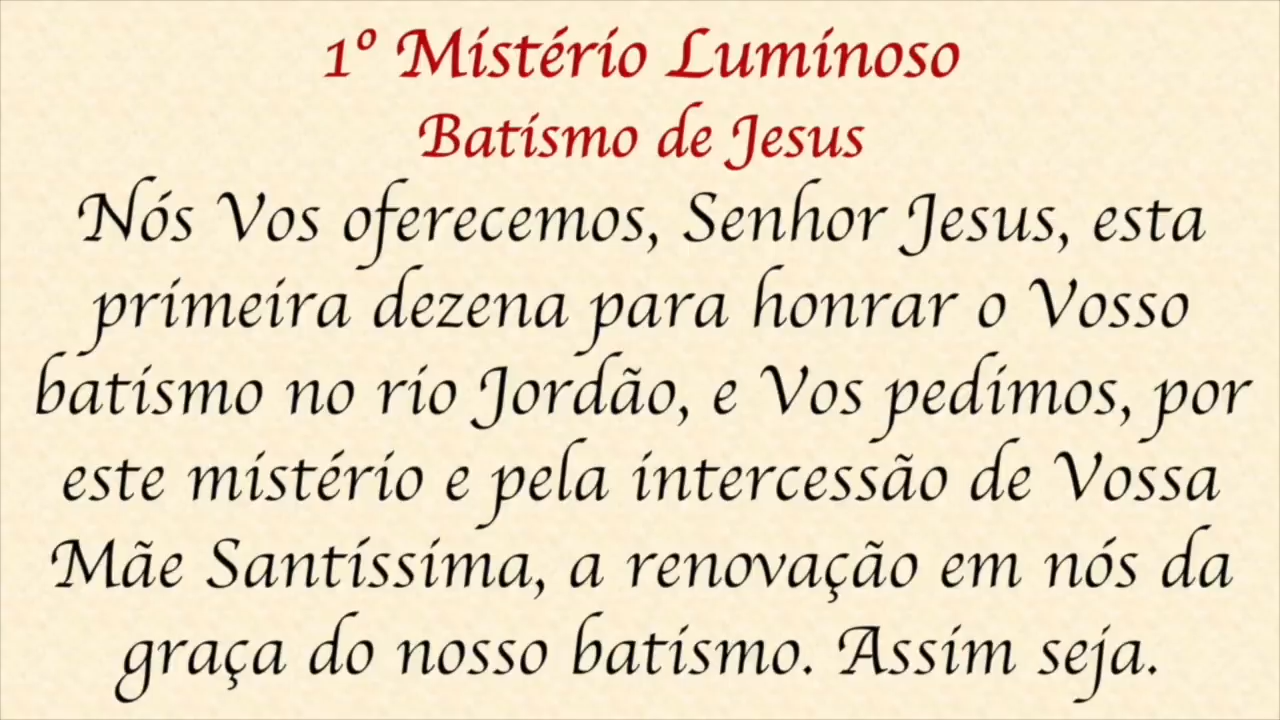 1º Mistério Luminoso
Batismo de Jesus
Nós Vos oferecemos, Senhor Jesus, esta
primeira dezena para honrar o Vosso
batismo no rio Jordão, e Vos pedimos, por
este mistério e pela intercessão de Vossa
Mãe Santíssima, a renovação em nós da
graça do nosso batismo. Assim seja.